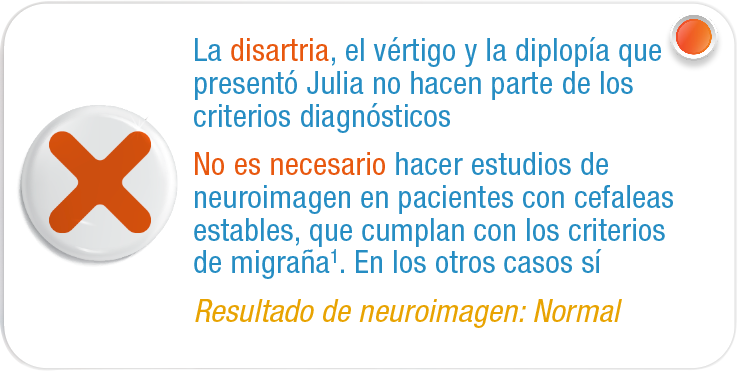 La disartria, el vértigo y la diplopía que
presentó Julia no hacen parte de los
criterios diagnósticos
No es necesario hacer estudios de
neuroimagen en pacientes con cefaleas
estables, que cumplan con los criterios
de migraña¹. En los otros casos sí
Resultado de neuroimagen: Normal